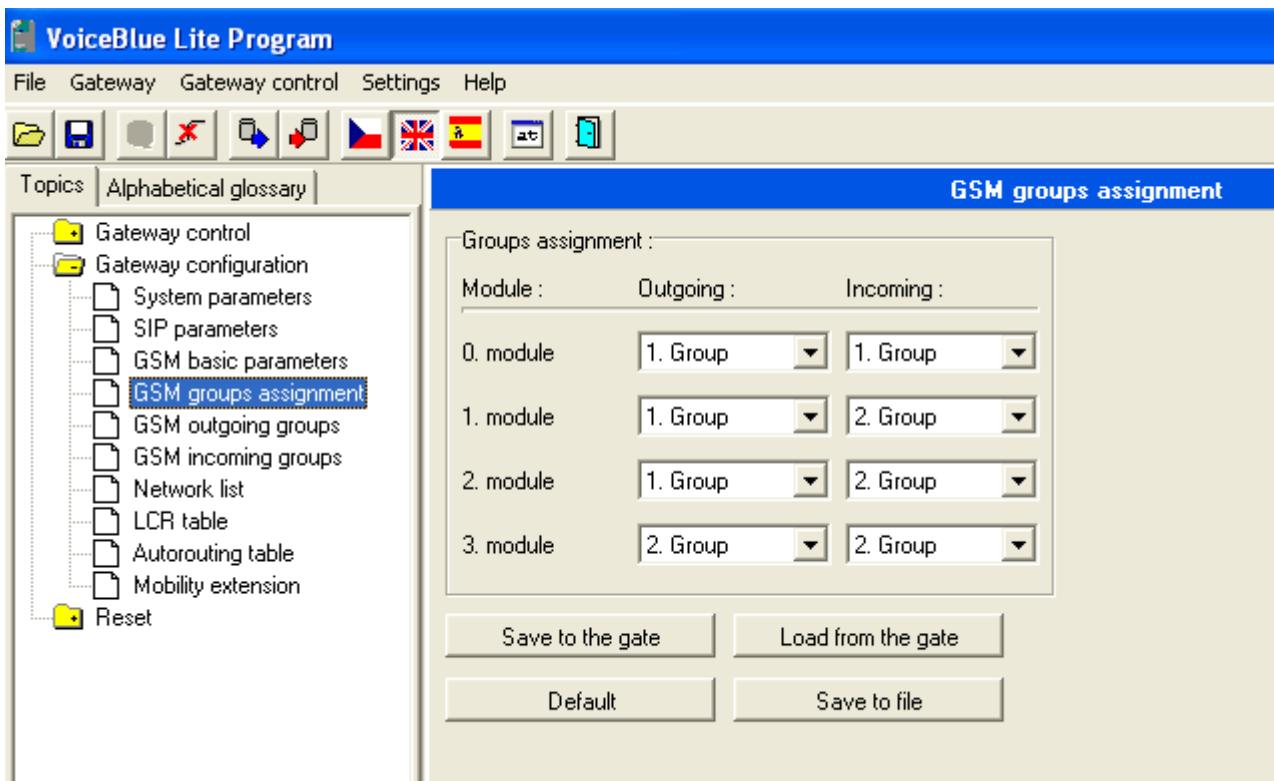 VoiceBlue Lite Program
File Gateway Gateway control Settings Help
à at
Topics Alphabetical glossary
GSM groups assignment
Gateway control
Gateway configuration
System parameters
SIP parameters
GSM basic parameters
GSM groups assignment
GSM outgoing groups
GSM incoming groups
Network list
LCR table
Autorouting table
Mobility extension
Reset
Groups assignment :
Module : Outgoing : Incoming :
0. module 1. Group 1. Group
1. module 1. Group 2. Group
2. module 1. Group 2. Group
3. module 2. Group 2. Group
Save to the gate Load from the gate
Default Save to file